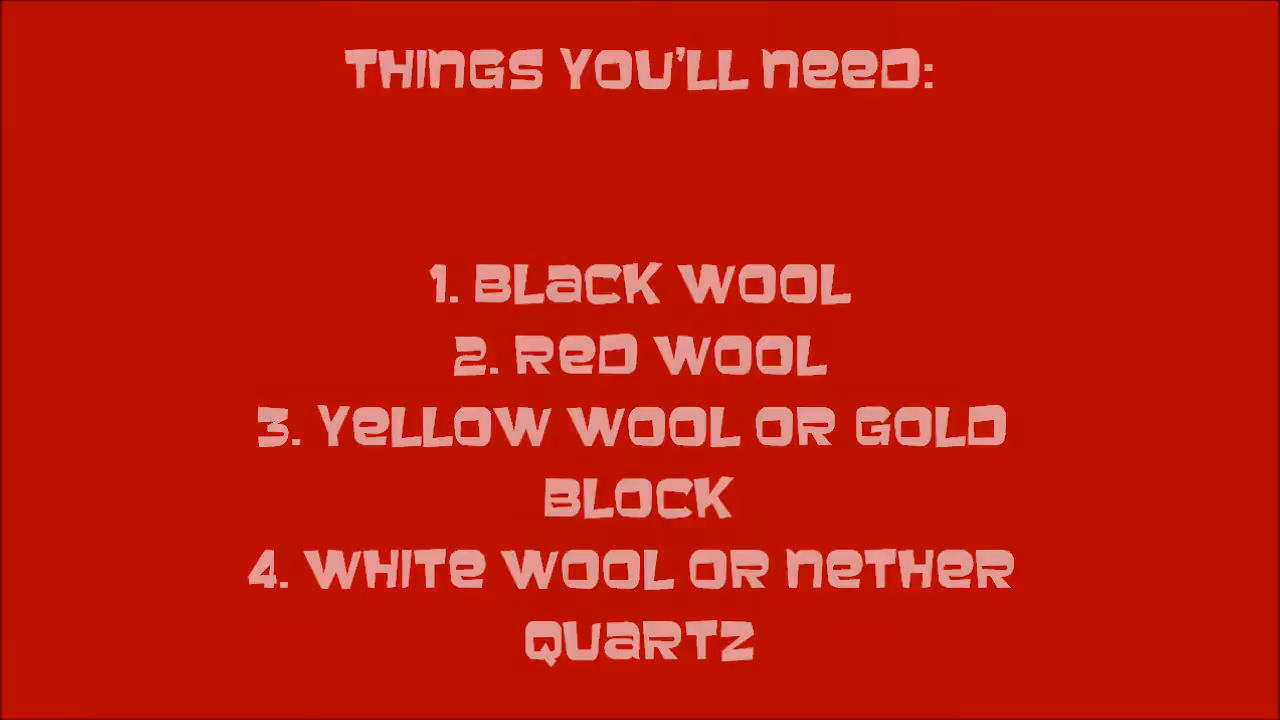 THINGS YOU'LL NEED:
1. BLACK WOOL
2. RED WOOL
3. YELLOW WOOL OR GOLD
BLOCK
4. WHITE WOOL OR NETHER
QUARTZ